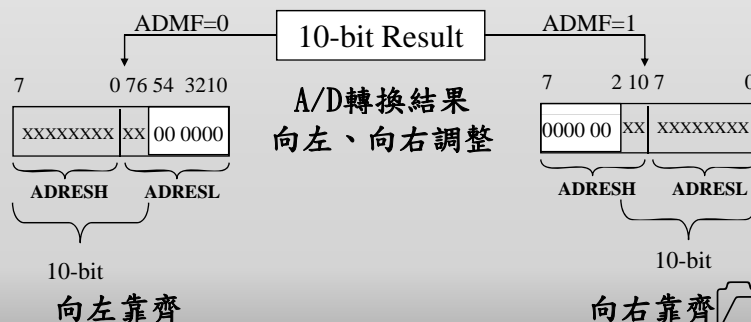 ADMF=0
10-bit Result
ADMF=1
7 0 76 54 3210
7 2 10 7 0
A/D轉換結果
向左、向右調整
xxxxxxxx xx 00 0000
0000 00 xx xxxxxxxx
ADRESH ADRESL
ADRESH ADRESL
10-bit
10-bit
向左靠齊
向右靠齊